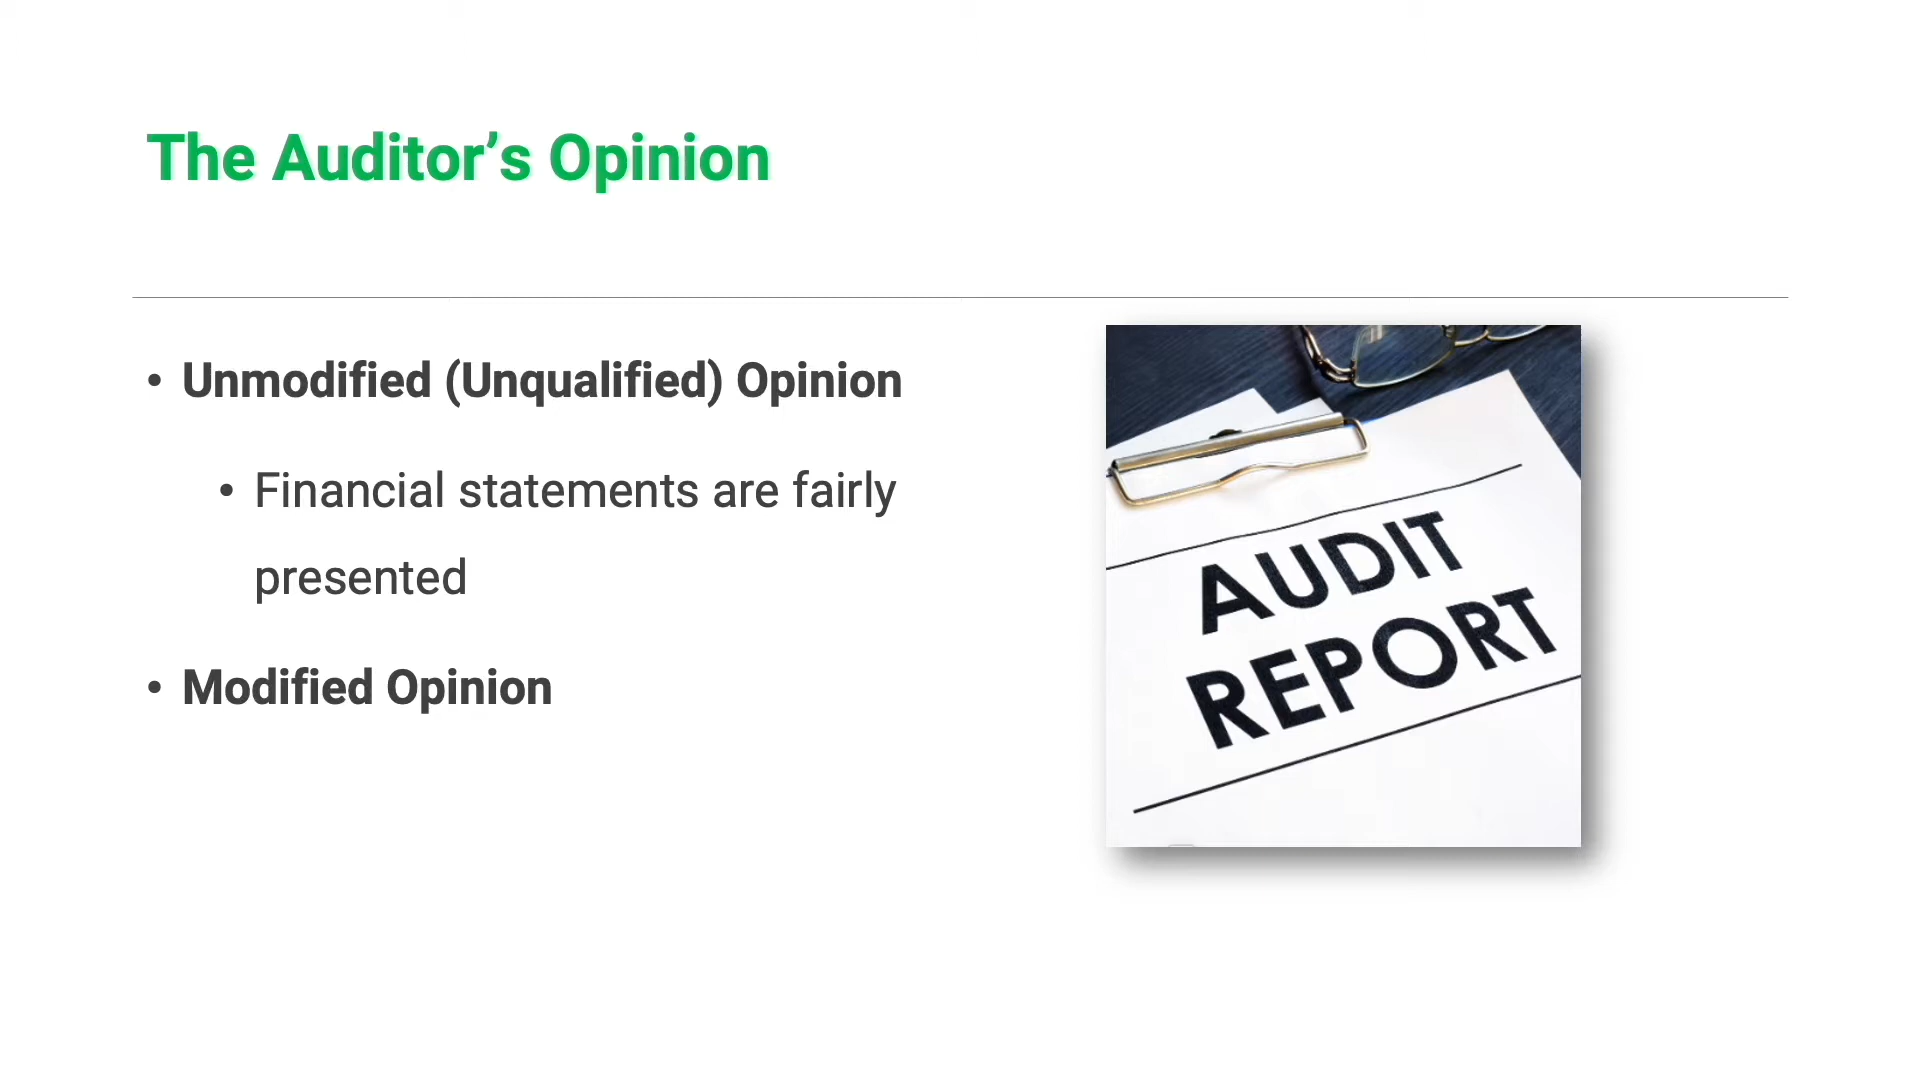 The Auditor’s Opinion
• Unmodified (Unqualified) Opinion
• Financial statements are fairly
presented
• Modified Opinion
AUDIT
REPORT